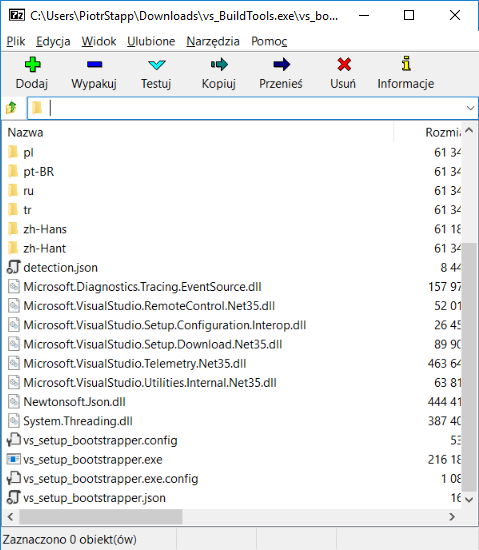 C:\Users\PiotrStapp\Downloads\vs_BuildTools.exe\vs_bo...
Plik Edycja Widok Ulubione Narzędzia Pomoc
Dodaj Wypakuj Testuj Kopiuj Przenieś Usuń Informacje
Nazwa Rozmia
pl 61 34
pt-BR 61 34
ru 61 34
tr 61 34
zh-Hans 61 18
zh-Hant 61 34
detection.json 8 44
Microsoft.Diagnostics.Tracing.EventSource.dll 157 97
Microsoft.VisualStudio.RemoteControl.Net35.dll 52 01
Microsoft.VisualStudio.Setup.Configuration.Interop.dll 26 45
Microsoft.VisualStudio.Setup.Download.Net35.dll 89 90
Microsoft.VisualStudio.Telemetry.Net35.dll 463 64
Microsoft.VisualStudio.Utilities.Internal.Net35.dll 63 81
Newtonsoft.Json.dll 444 41
System.Threading.dll 387 40
vs_setup_bootstrapper.config 53
vs_setup_bootstrapper.exe 216 18
vs_setup_bootstrapper.exe.config 1 08
vs_setup_bootstrapper.json 16
Zaznaczono 0 obiekt(ów)